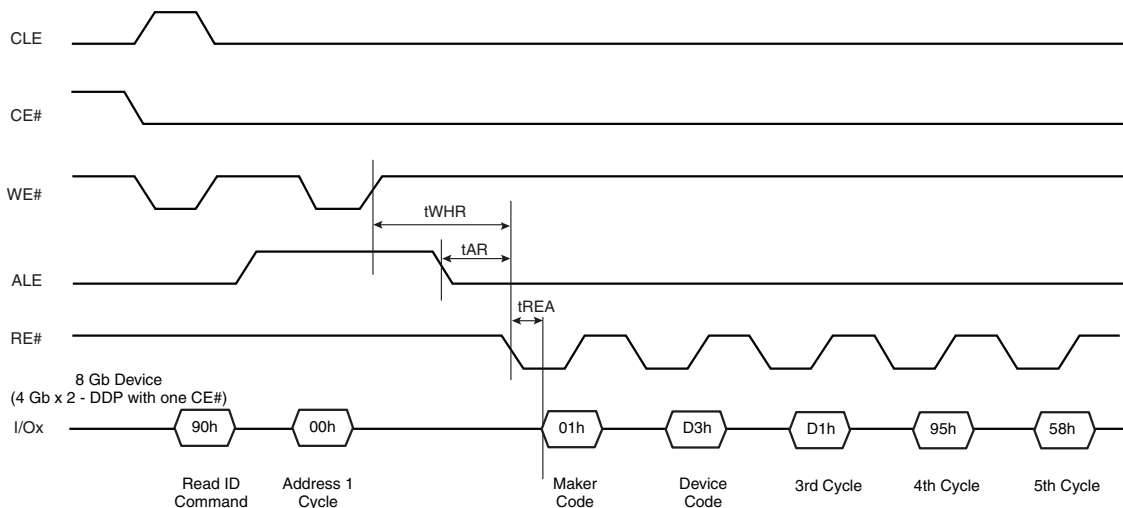 CLE
CE#
WE#
tWHR
tAR
ALE
tREA
RE#
8 Gb Device
(4 Gb x 2 - DDP with one CE#)
I/Ox
90h
00h
01h
D3h
D1h
95h
58h
Read ID
Command
Address 1
Cycle
Maker
Code
Device
Code
3rd Cycle
4th Cycle
5th Cycle